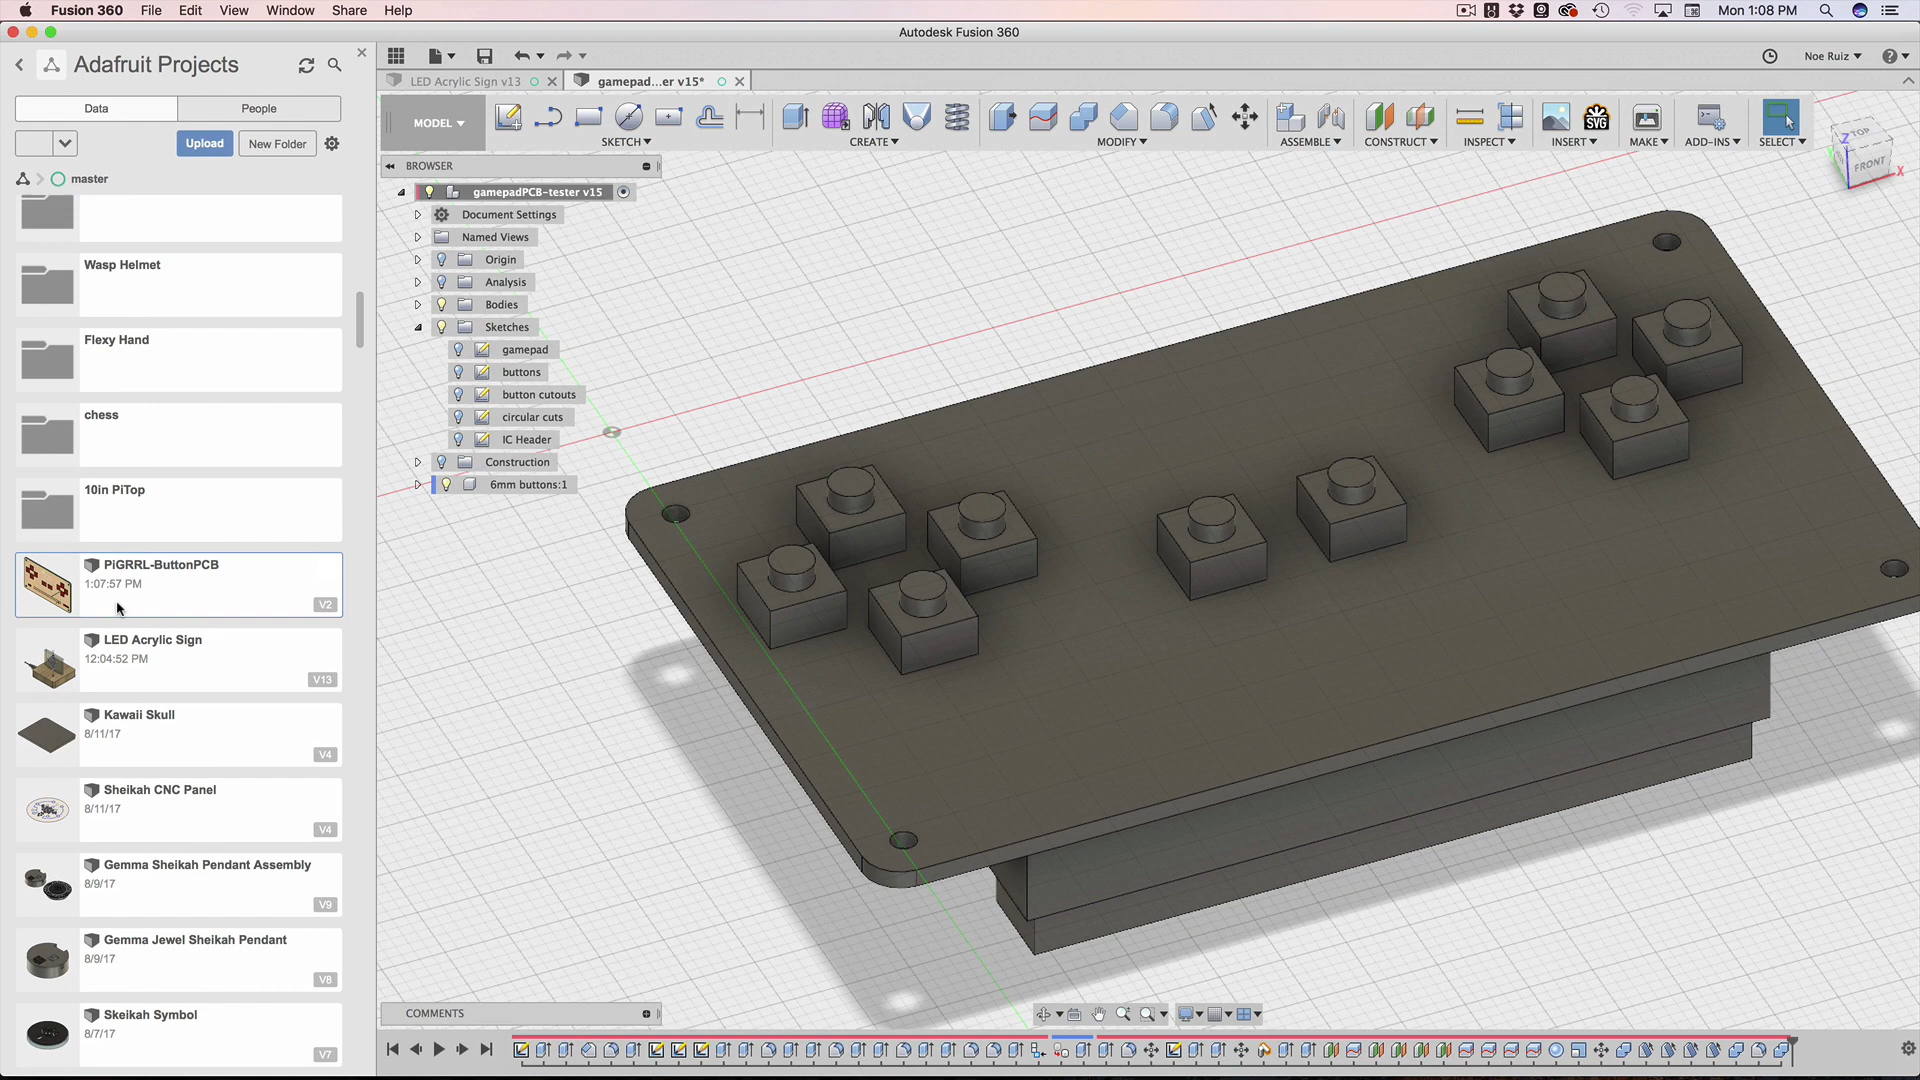 Fusion 360 File Edit View Window Share Help
Mon 1:08 PM
Autodesk Fusion 360
Adafruit Projects
Data People
Upload New Folder
master
Wasp Helmet
Flexy Hand
chess
10in PiTop
PiGRRL-ButtonPCB
1:07:57 PM
V2
LED Acrylic Sign
12:04:52 PM
V13
Kawaii Skull
8/11/17
V4
Sheikah CNC Panel
8/11/17
V4
Gemma Sheikah Pendant Assembly
8/9/17
V9
Gemma Jewel Sheikah Pendant
8/9/17
V8
Skeikah Symbol
8/7/17
V7
Noe Ruiz
LED Acrylic Sign v13 gamepad...er v15*
MODEL
SVG
SKETCH CREATE MODIFY ASSEMBLE CONSTRUCT INSPECT INSERT MAKE ADD-INS SELECT
BROWSER
gamepadPCB-tester v15
Document Settings
Named Views
Origin
Analysis
Bodies
Sketches
gamepad
buttons
button cutouts
circular cuts
IC Header
Construction
6mm buttons:1
TOP
Z
FRONT
X
COMMENTS